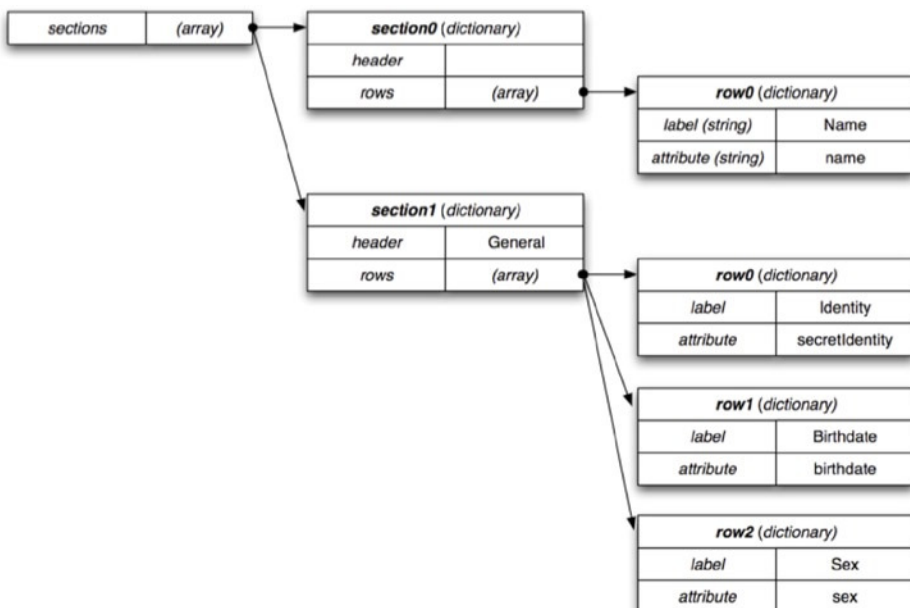 sections (array)
section0 (dictionary)
header
rows (array)
row0 (dictionary)
label (string) Name
attribute (string) name
section1 (dictionary)
header General
rows (array)
row0 (dictionary)
label Identity
attribute secretIdentity
row1 (dictionary)
label Birthdate
attribute birthdate
row2 (dictionary)
label Sex
attribute sex